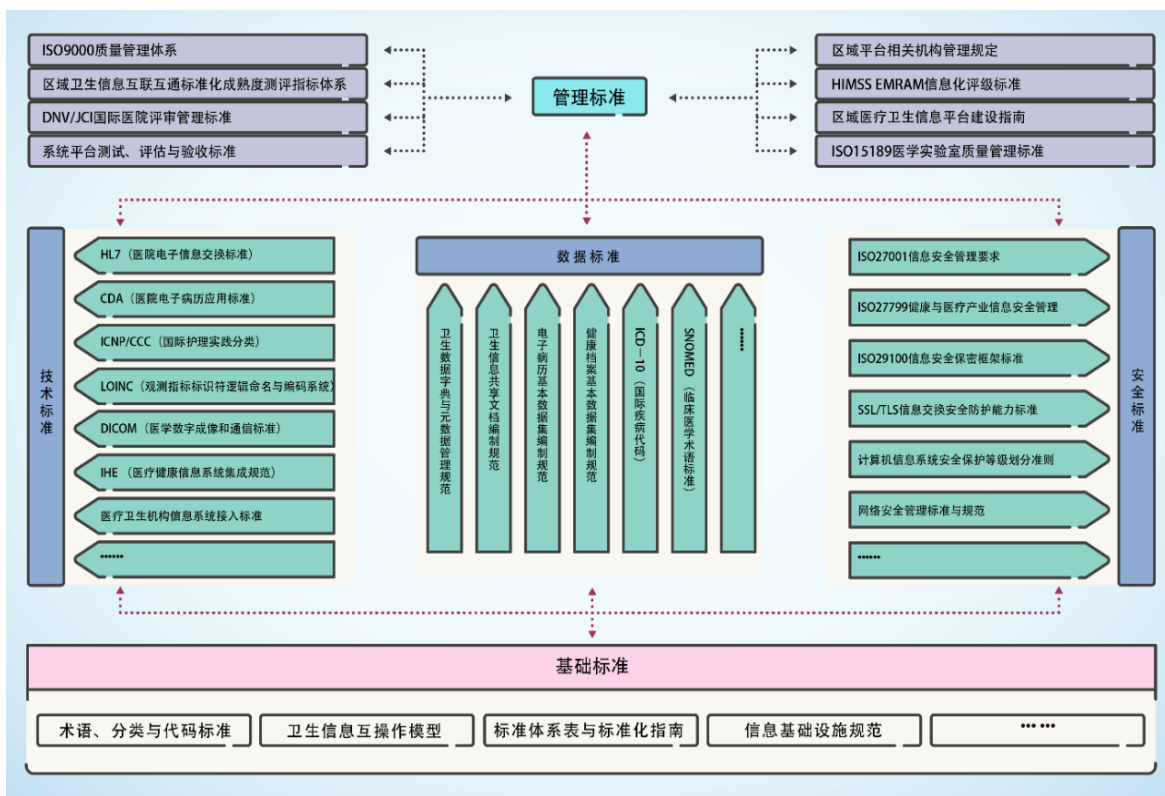 ISO9000质量管理体系
区域卫生信息互联互通标准化成熟度测评指标体系
DNV/JCI国际医院评审管理标准
系统平台测试、评估与验收标准
管理标准
区域平台相关机构管理规定
HIMSS EMRAM信息化评级标准
区域医疗卫生信息平台建设指南
ISO15189医学实验室质量管理标准
技术标准
HL7（医院电子信息交换标准）
CDA（医院电子病历应用标准）
ICNP/CCC（国际护理实践分类）
LOINC（观测指标标识符逻辑命名与编码系统）
DICOM（医学数字成像和通信标准）
IHE（医疗健康信息系统集成规范）
医疗卫生机构信息系统接入标准
······
数据标准
卫生数据字典与元数据管理规范
卫生信息共享文档编制规范
电子病历基本数据集编制规范
健康档案基本数据集编制规范
ICD－10（国际疾病代码）
SNOMED（临床医学术语标准）
······
ISO27001信息安全管理要求
ISO27799健康与医疗产业信息安全管理
ISO29100信息安全保密框架标准
SSL/TLS信息交换安全防护能力标准
计算机信息系统安全保护等级划分准则
网络安全管理标准与规范
······
安全标准
基础标准
术语、分类与代码标准
卫生信息互操作模型
标准体系表与标准化指南
信息基础设施规范
··· ···